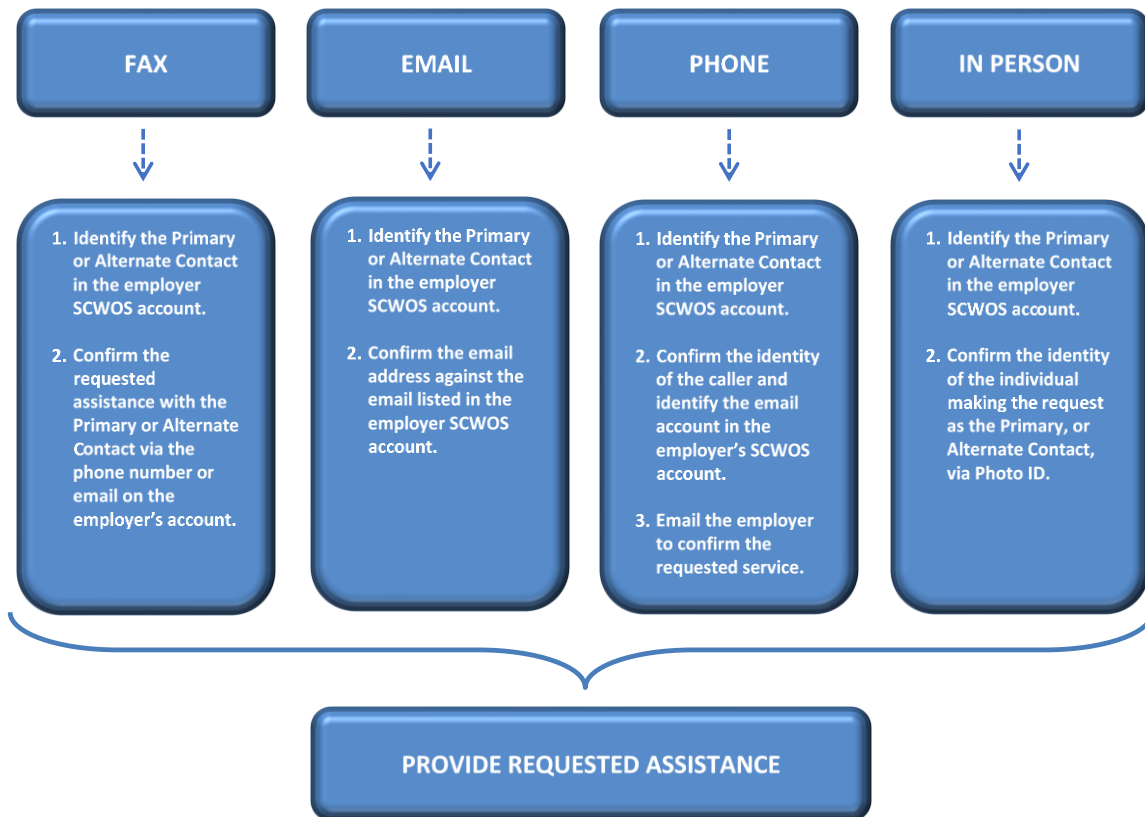 FAX
1. Identify the Primary
or Alternate Contact
in the employer
SCWOS account.
2. Confirm the
requested
assistance with the
Primary or Alternate
Contact via the
phone number or
email on the
employer's account.
EMAIL
1. Identify the Primary
or Alternate Contact
in the employer
SCWOS account.
2. Confirm the email
address against the
email listed in the
employer SCWOS
account.
PHONE
1. Identify the Primary
or Alternate Contact
in the employer
SCWOS account.
2. Confirm the identity
of the caller and
identify the email
account in the
employer's SCWOS
account.
3. Email the employer
to confirm the
requested service.
IN PERSON
1. Identify the Primary
or Alternate Contact
in the employer
SCWOS account.
2. Confirm the identity
of the individual
making the request
as the Primary, or
Alternate Contact,
via Photo ID.
PROVIDE REQUESTED ASSISTANCE